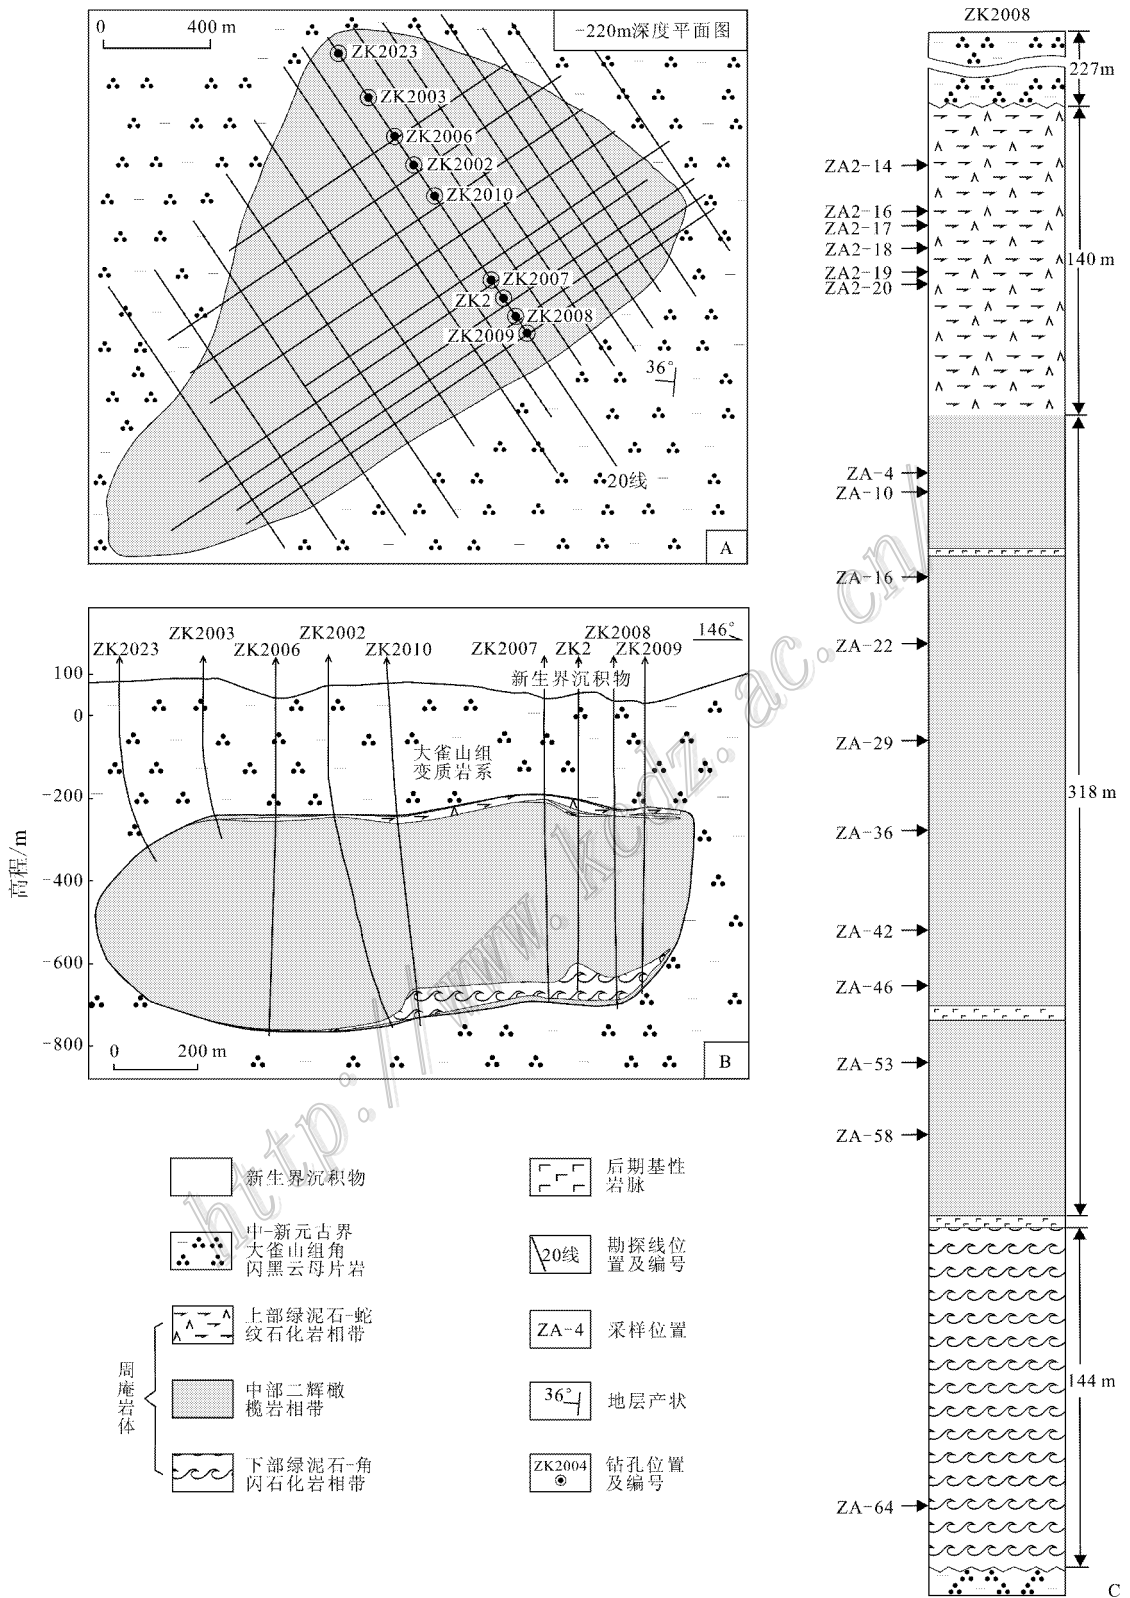 0 400 m
-220m深度平面图
ZK2023
ZK2003
ZK2006
ZK2002
ZK2010
ZK2007
ZK2
ZK2008
ZK2009
36°
20线
A
ZK2003
ZK2002
ZK2008
146°
ZK2023
ZK2006
ZK2010
ZK2007
ZK2
ZK2009
新生界沉积物
大雀山组
变质岩系
100
0
-200
-400
-600
-800
高程/m
0 200 m
B
新生界沉积物
中-新元古界
大雀山组角
闪黑云母片岩
上部绿泥石-蛇
纹石化岩相带
中部二辉橄
榄岩相带
下部绿泥石-角
闪石化岩相带
周庵岩体
后期基性
岩脉
20线
勘探线位
置及编号
ZA-4
采样位置
36°
地层产状
ZK2004
钻孔位置
及编号
ZK2008
227m
140 m
318 m
144 m
ZA2-14
ZA2-16
ZA2-17
ZA2-18
ZA2-19
ZA2-20
ZA-4
ZA-10
ZA-16
ZA-22
ZA-29
ZA-36
ZA-42
ZA-46
ZA-53
ZA-58
ZA-64
C
http://www.kcdz.ac.cn/